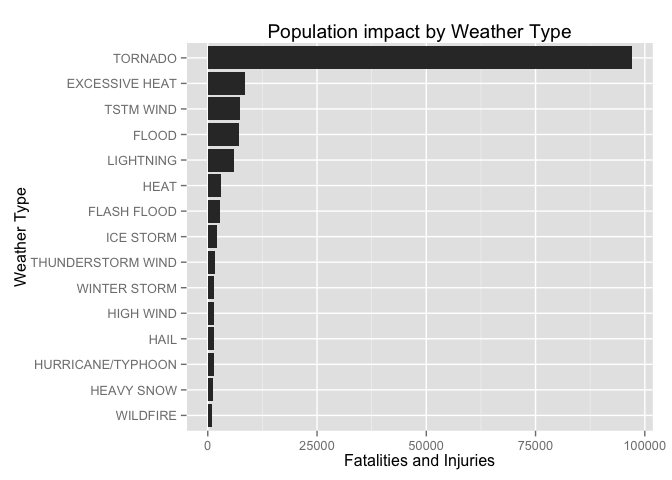 Population impact by Weather Type
Weather Type
TORNADO
EXCESSIVE HEAT
TSTM WIND
FLOOD
LIGHTNING
HEAT
FLASH FLOOD
ICE STORM
THUNDERSTORM WIND
WINTER STORM
HIGH WIND
HAIL
HURRICANE/TYPHOON
HEAVY SNOW
WILDFIRE
0 25000 50000 75000 100000
Fatalities and Injuries